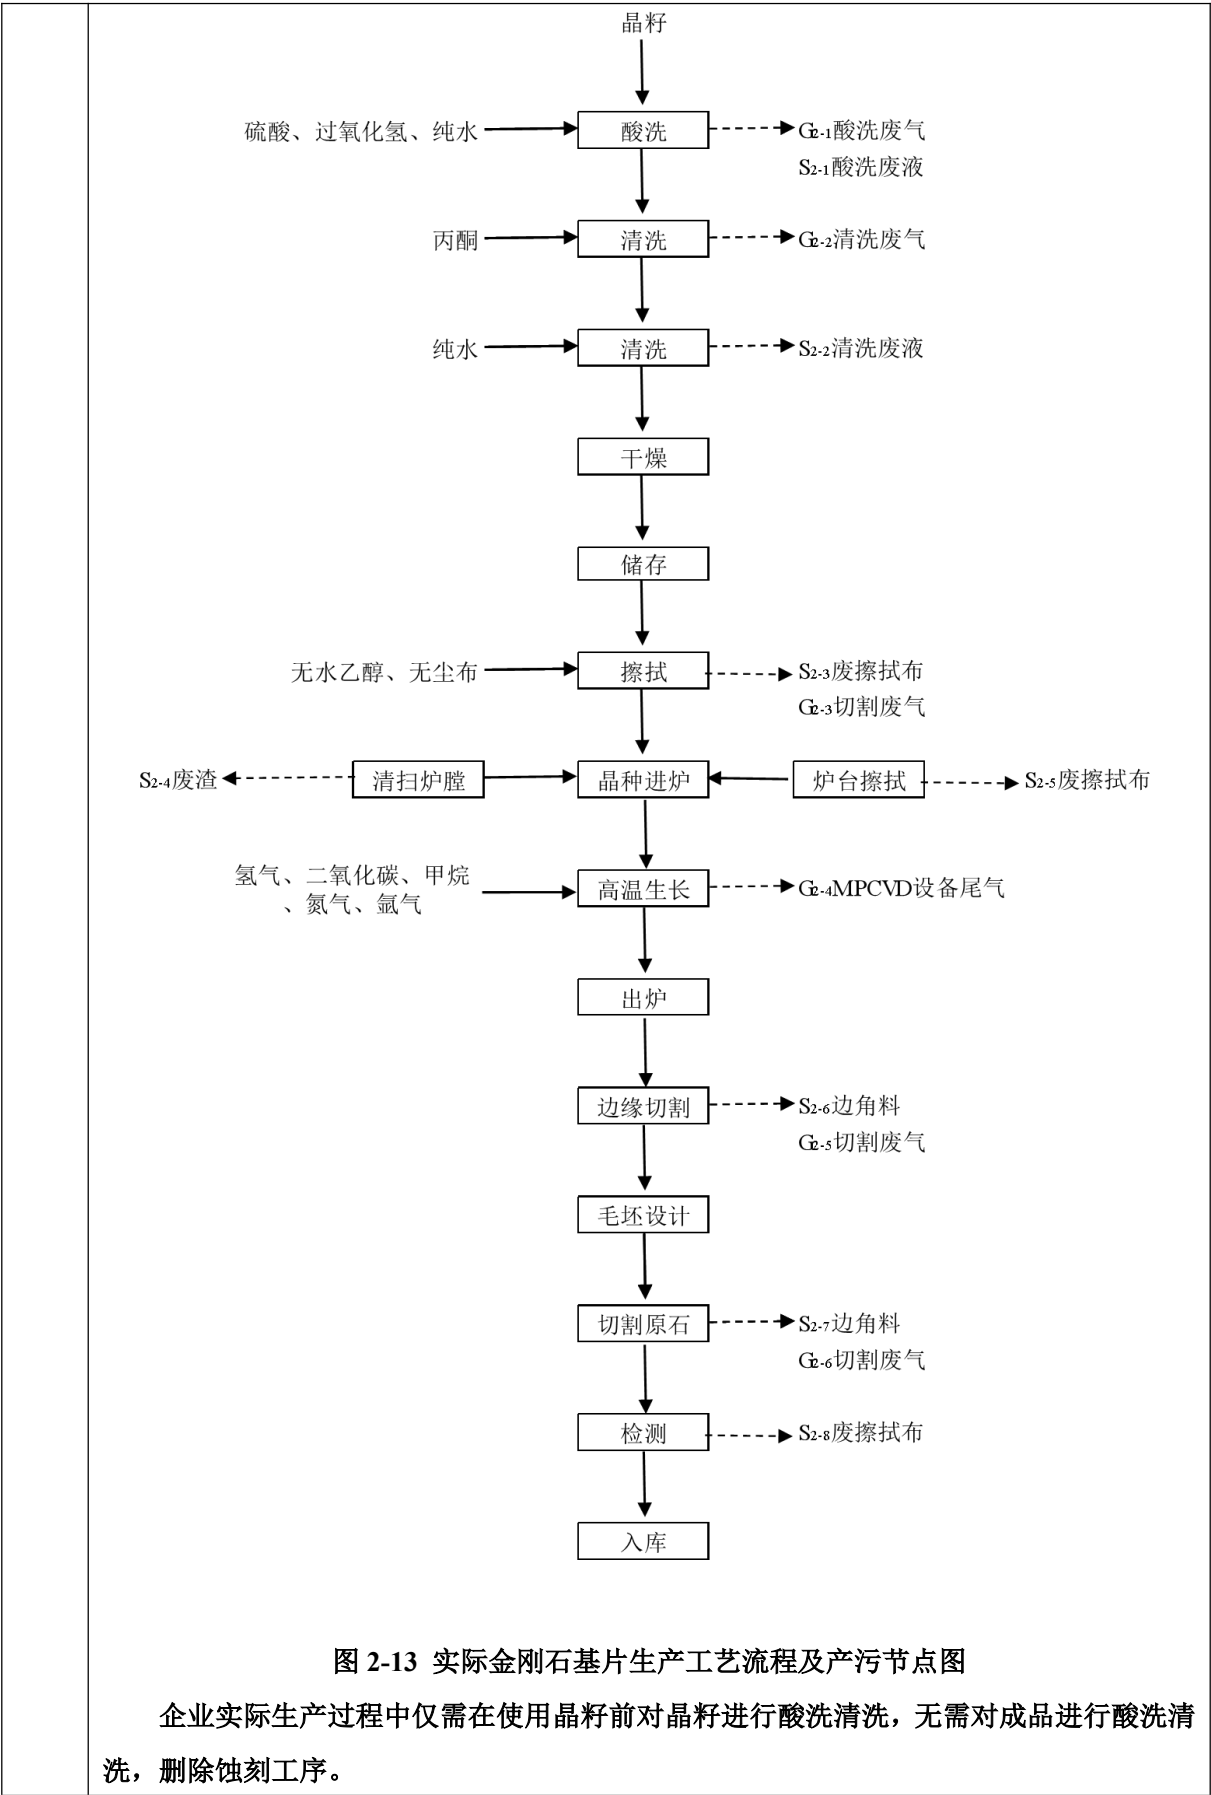 晶籽
硫酸、过氧化氢、纯水
酸洗
G2-1酸洗废气
S2-1酸洗废液
丙酮
清洗
G2-2清洗废气
纯水
清洗
S2-2清洗废液
干燥
储存
无水乙醇、无尘布
擦拭
S2-3废擦拭布
G2-3切割废气
S2-4废渣
清扫炉膛
晶种进炉
炉台擦拭
S2-5废擦拭布
氢气、二氧化碳、甲烷
、氮气、氩气
高温生长
G2-4MPCVD设备尾气
出炉
边缘切割
S2-6边角料
G2-5切割废气
毛坯设计
切割原石
S2-7边角料
G2-6切割废气
检测
S2-8废擦拭布
入库
图 2-13 实际金刚石基片生产工艺流程及产污节点图
企业实际生产过程中仅需在使用晶籽前对晶籽进行酸洗清洗，无需对成品进行酸洗清
洗，删除蚀刻工序。